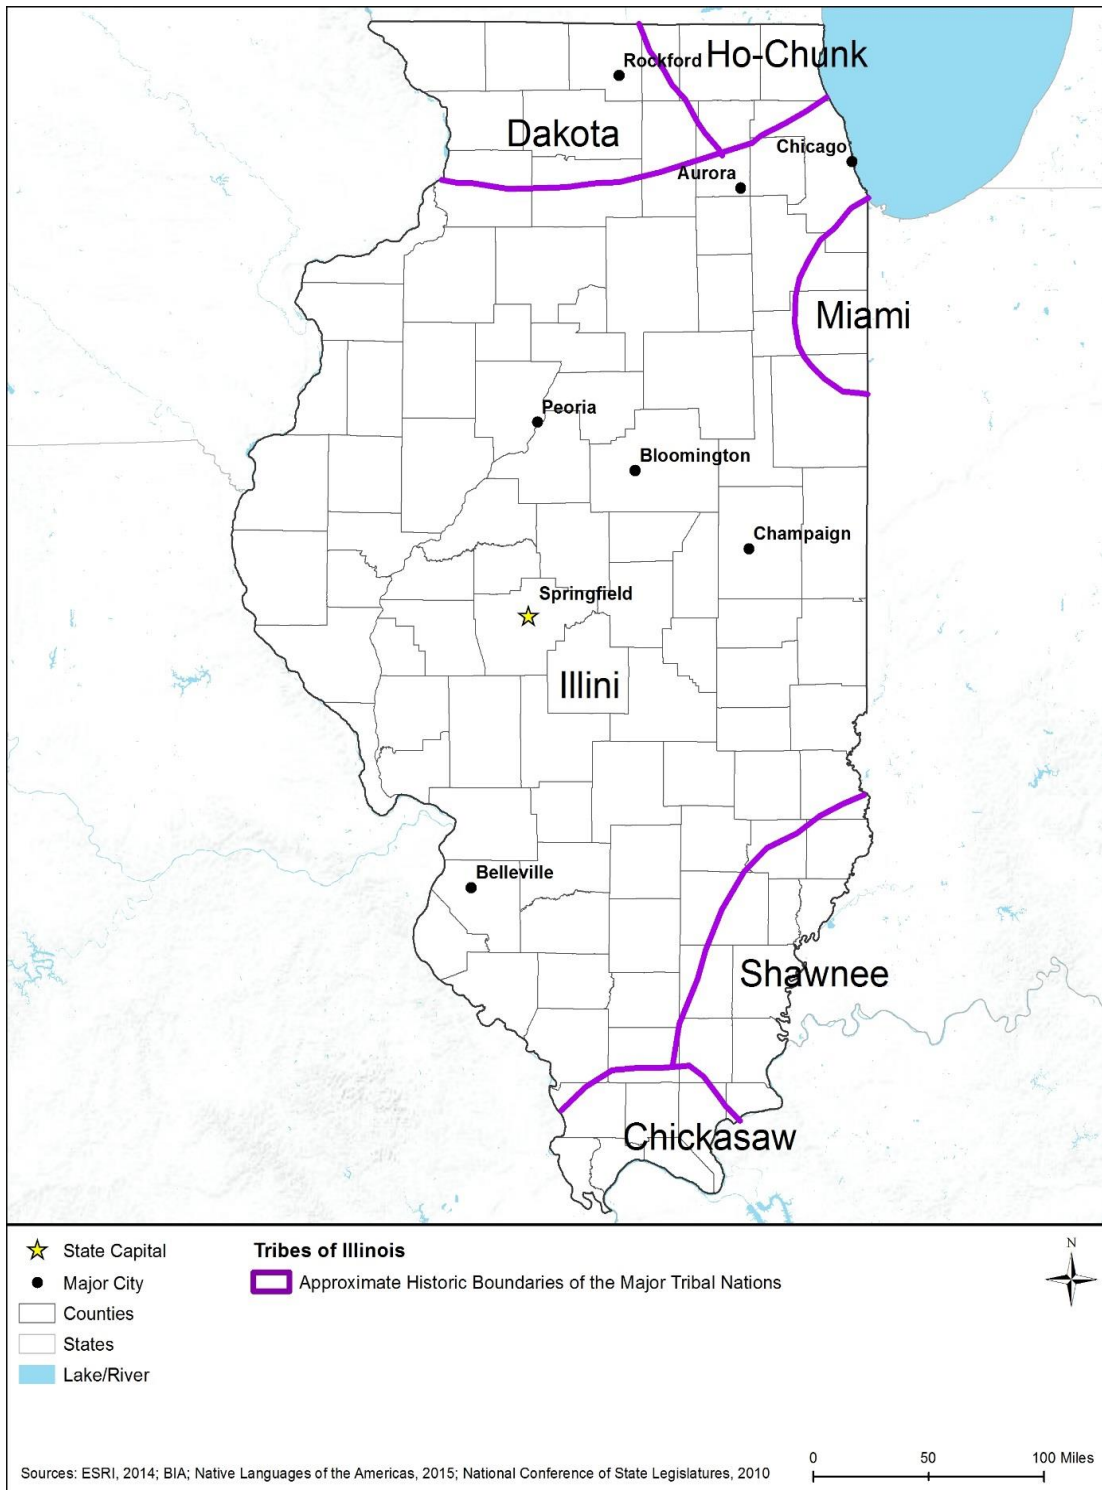 Ho-Chunk
Rockford
Dakota
Chicago
Aurora
Miami
Peoria
Bloomington
Champaign
Springfield
Illini
Belleville
Shawnee
Chickasaw
State Capital
Major City
Counties
States
Lake/River
Tribes of Illinois
Approximate Historic Boundaries of the Major Tribal Nations
N
0 50 100 Miles
Sources: ESRI, 2014; BIA; Native Languages of the Americas, 2015; National Conference of State Legislatures, 2010